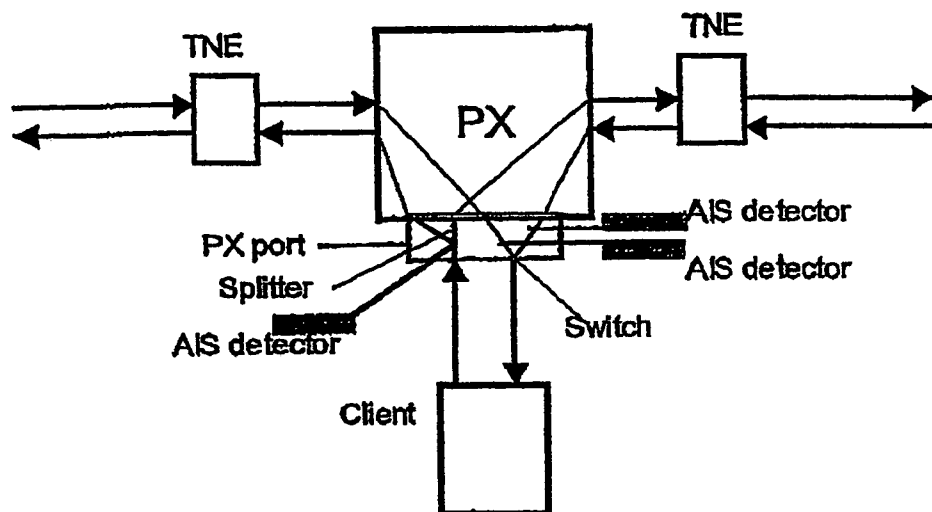 TNE
TNE
PX
AIS detector
PX port
AIS detector
Splitter
Switch
AIS detector
Client